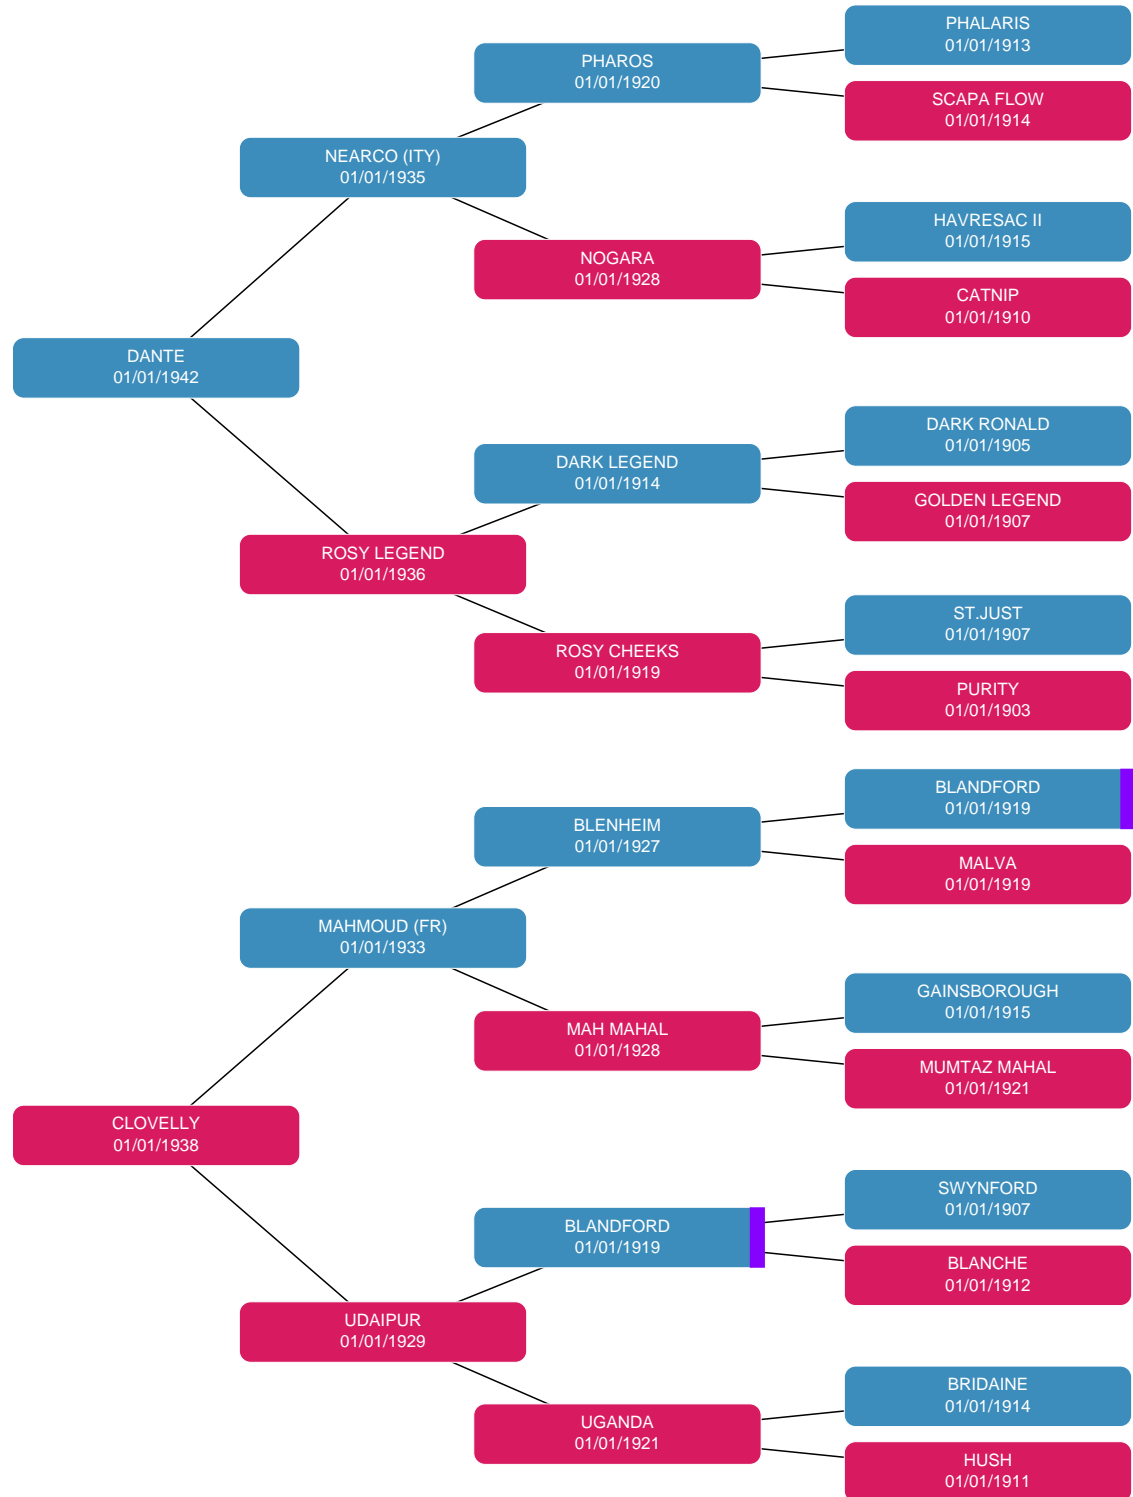 PHALARIS
01/01/1913
PHAROS
01/01/1920
SCAPA FLOW
01/01/1914
NEARCO (ITY)
01/01/1935
HAVRESAC II
01/01/1915
NOGARA
01/01/1928
CATNIP
01/01/1910
DANTE
01/01/1942
DARK RONALD
01/01/1905
DARK LEGEND
01/01/1914
GOLDEN LEGEND
01/01/1907
ROSY LEGEND
01/01/1936
ST.JUST
01/01/1907
ROSY CHEEKS
01/01/1919
PURITY
01/01/1903
BLANDFORD
01/01/1919
BLENHEIM
01/01/1927
MALVA
01/01/1919
MAHMOUD (FR)
01/01/1933
GAINSBOROUGH
01/01/1915
MAH MAHAL
01/01/1928
MUMTAZ MAHAL
01/01/1921
CLOVELLY
01/01/1938
SWYNFORD
01/01/1907
BLANDFORD
01/01/1919
BLANCHE
01/01/1912
UDAIPUR
01/01/1929
BRIDAINE
01/01/1914
UGANDA
01/01/1921
HUSH
01/01/1911